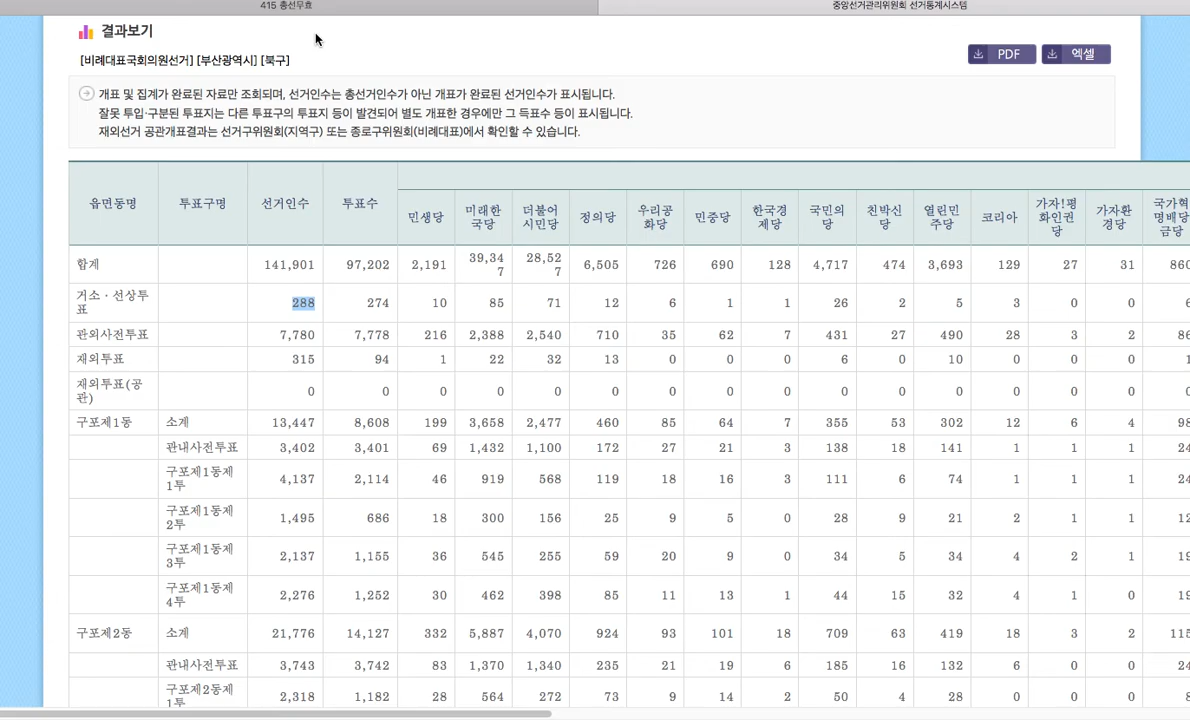 415 총선무효
중앙선거관리위원회 선거통계시스템
결과보기
[비례대표국회의원선거] [부산광역시] [북구]
PDF
엑셀
개표 및 집계가 완료된 자료만 조회되며, 선거인수는 총선거인수가 아닌 개표가 완료된 선거인수가 표시됩니다.
잘못 투입·구분된 투표지는 다른 투표구의 투표지 등이 발견되어 별도 개표한 경우에만 그 득표수 등이 표시됩니다.
재외선거 공관개표결과는 선거구위원회(지역구) 또는 종로구위원회(비례대표)에서 확인할 수 있습니다.
읍면동명 투표구명 선거인수 투표수 민생당 미래한국당 더불어시민당 정의당 우리공화당 민중당 한국경제당 국민의당 친박신당 열린민주당 코리아 가자!평화인권당 가자환경당 국가혁명배당금당
합계 141,901 97,202 2,191 39,347 28,527 6,505 726 690 128 4,717 474 3,693 129 27 31 860
거소·선상투표 288 274 10 85 71 12 6 1 1 26 2 5 3 0 0 6
관외사전투표 7,780 7,778 216 2,388 2,540 710 35 62 7 431 27 490 28 3 2 86
재외투표 315 94 1 22 32 13 0 0 0 6 0 10 0 0 0 1
재외투표(공관) 0 0 0 0 0 0 0 0 0 0 0 0 0 0 0 0
구포제1동 소계 13,447 8,608 199 3,658 2,477 460 85 64 7 355 53 302 12 6 4 98
관내사전투표 3,402 3,401 69 1,432 1,100 172 27 21 3 138 18 141 1 1 1 24
구포제1동제1투 4,137 2,114 46 919 568 119 18 16 3 111 6 74 1 1 1 24
구포제1동제2투 1,495 686 18 300 156 25 9 5 0 28 9 21 2 1 1 12
구포제1동제3투 2,137 1,155 36 545 255 59 20 9 0 34 5 34 4 2 1 19
구포제1동제4투 2,276 1,252 30 462 398 85 11 13 1 44 15 32 4 1 0 19
구포제2동 소계 21,776 14,127 332 5,887 4,070 924 93 101 18 709 63 419 18 3 2 115
관내사전투표 3,743 3,742 83 1,370 1,340 235 21 19 6 185 16 132 6 0 0 24
구포제2동제1투 2,318 1,182 28 564 272 73 9 14 2 50 4 28 0 0 0 8